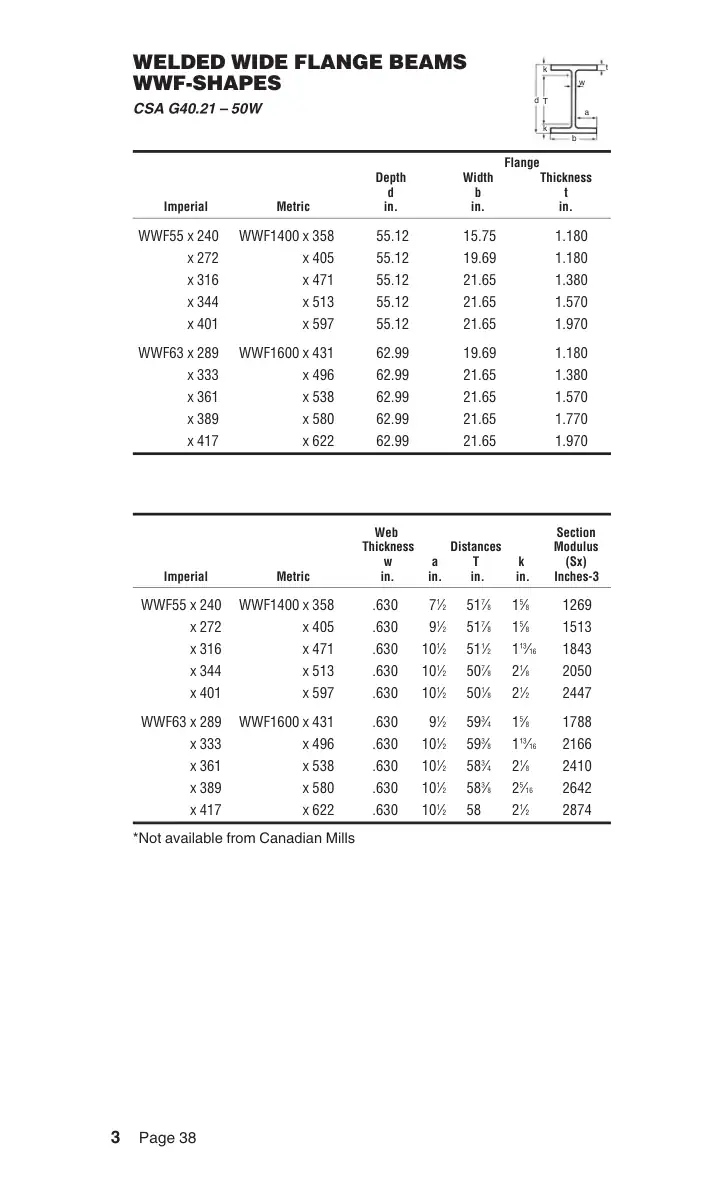 WELDED WIDE FLANGE BEAMS
WWF-SHAPES
CSA G40.21 – 50W
k t
w
d T
a
k
b
Flange
Depth Width Thickness
d b t
Imperial Metric in. in. in.
WWF55 x 240 WWF1400 x 358 55.12 15.75 1.180
x 272 x 405 55.12 19.69 1.180
x 316 x 471 55.12 21.65 1.380
x 344 x 513 55.12 21.65 1.570
x 401 x 597 55.12 21.65 1.970
WWF63 x 289 WWF1600 x 431 62.99 19.69 1.180
x 333 x 496 62.99 21.65 1.380
x 361 x 538 62.99 21.65 1.570
x 389 x 580 62.99 21.65 1.770
x 417 x 622 62.99 21.65 1.970
Web Section
Thickness Distances Modulus
w a T k (Sx)
Imperial Metric in. in. in. in. Inches-3
WWF55 x 240 WWF1400 x 358 .630 7½ 51⅞ 1⅝ 1269
x 272 x 405 .630 9½ 51⅞ 1⅝ 1513
x 316 x 471 .630 10½ 51½ 1¹³⁄₁₆ 1843
x 344 x 513 .630 10½ 50⅞ 2⅛ 2050
x 401 x 597 .630 10½ 50⅛ 2½ 2447
WWF63 x 289 WWF1600 x 431 .630 9½ 59¾ 1⅝ 1788
x 333 x 496 .630 10½ 59⅜ 1¹³⁄₁₆ 2166
x 361 x 538 .630 10½ 58¾ 2⅛ 2410
x 389 x 580 .630 10½ 58⅜ 2⁵⁄₁₆ 2642
x 417 x 622 .630 10½ 58 2½ 2874
*Not available from Canadian Mills
3 Page 38